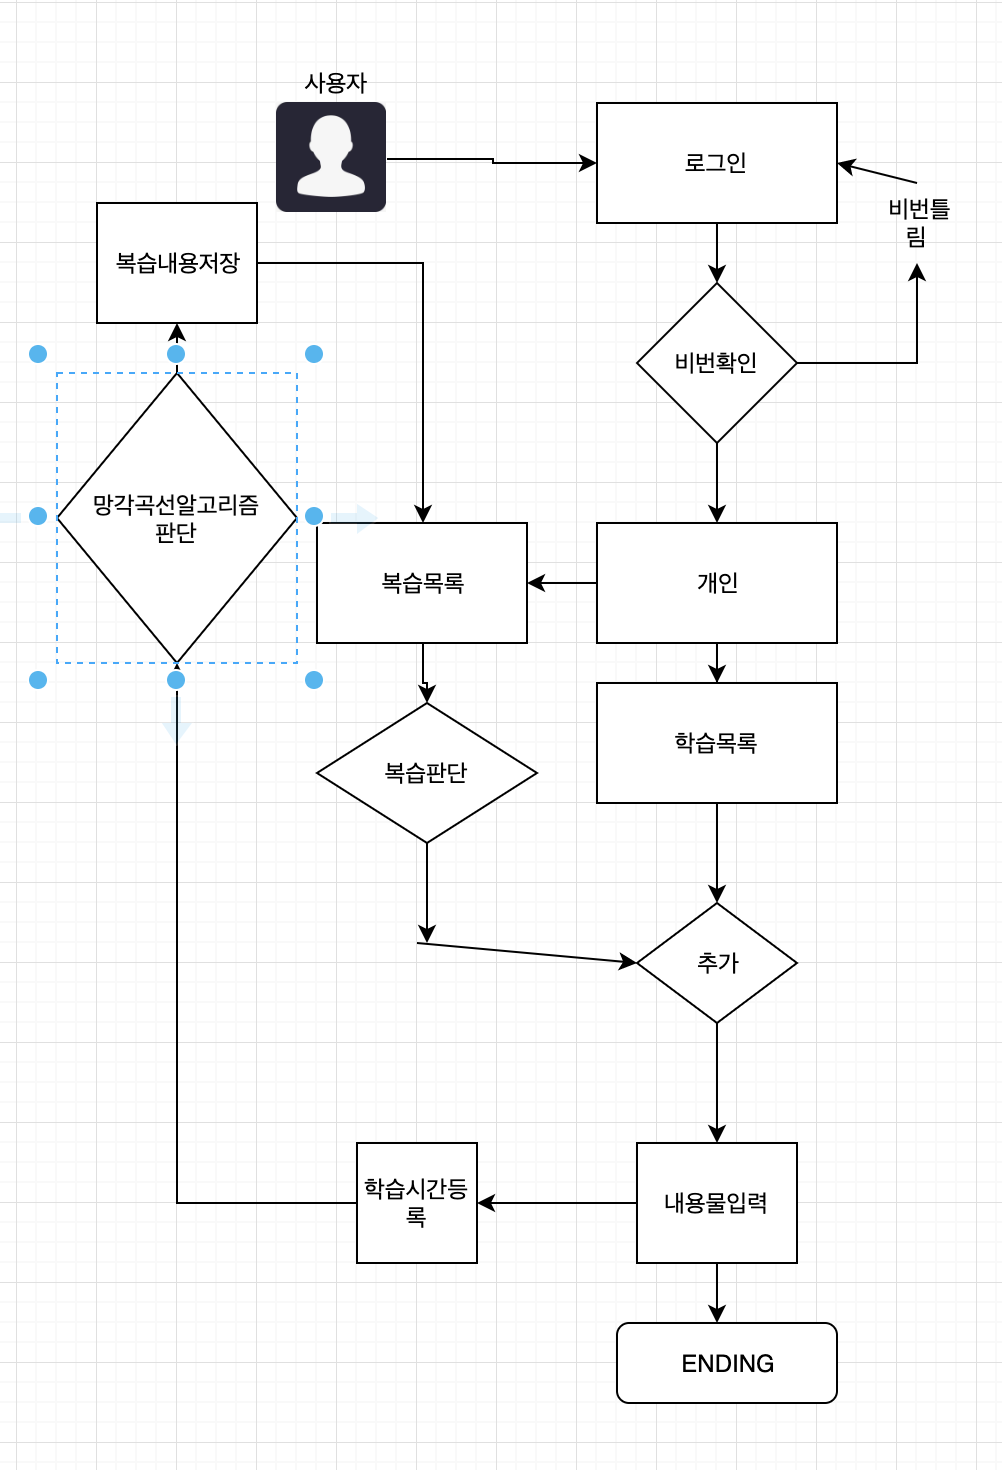 사용자
로그인
비번틀
림
복습내용저장
비번확인
망각곡선알고리즘
판단
복습목록
개인
학습목록
복습판단
추가
학습시간등
록
내용물입력
ENDING